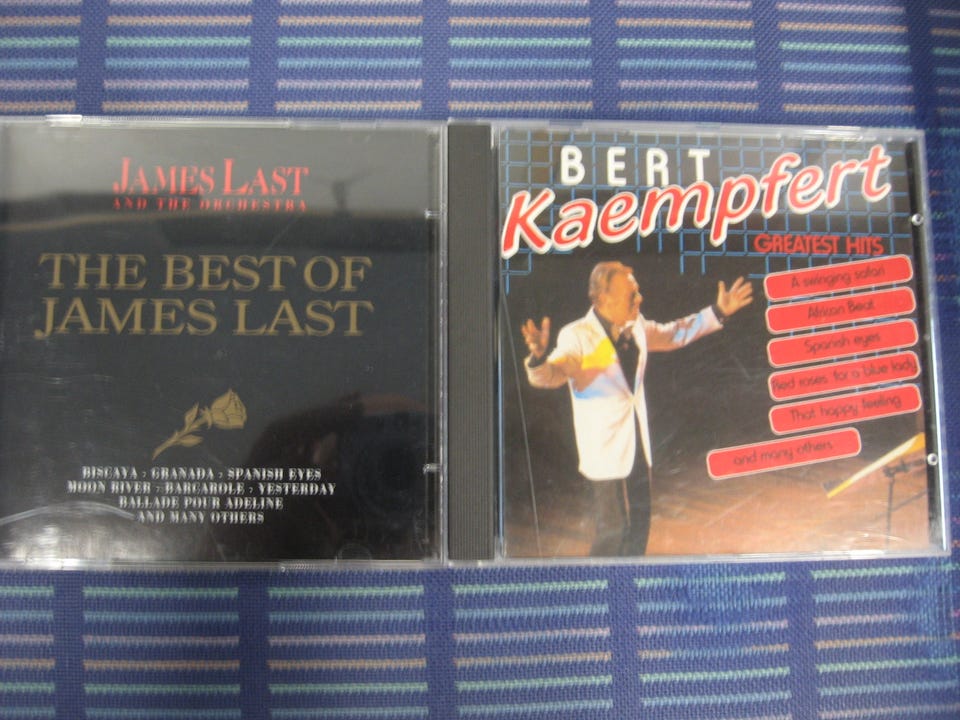 JAMES LAST
AND THE ORCHESTRA
THE BEST OF
JAMES LAST
BISCAYA · GRANADA · SPANISH EYES
MOON RIVER · BARCAROLE · YESTERDAY
BALLADE POUR ADELINE
AND MANY OTHERS
BERT
Kaempfert
GREATEST HITS
A swinging safari
African Beat
Spanish eyes
Red roses for a blue lady
That happy feeling
and many others